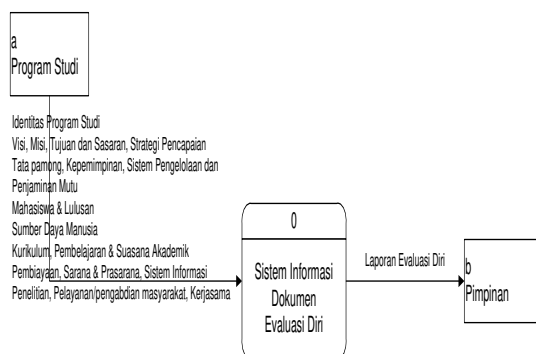 a
Program Studi
Identitas Program Studi
Visi, Misi, Tujuan dan Sasaran, Strategi Pencapaian
Tata pamong, Kepemimpinan, Sistem Pengelolaan dan
Penjaminan Mutu
Mahasiswa & Lulusan
Sumber Daya Manusia
Kurikulum, Pembelajaran & Suasana Akademik
Pembiayaan, Sarana & Prasarana, Sistem Informasi
Penelitian, Pelayanan/pengabdian masyarakat, Kerjasama
0
Sistem Informasi
Dokumen
Evaluasi Diri
Laporan Evaluasi Diri
b
Pimpinan